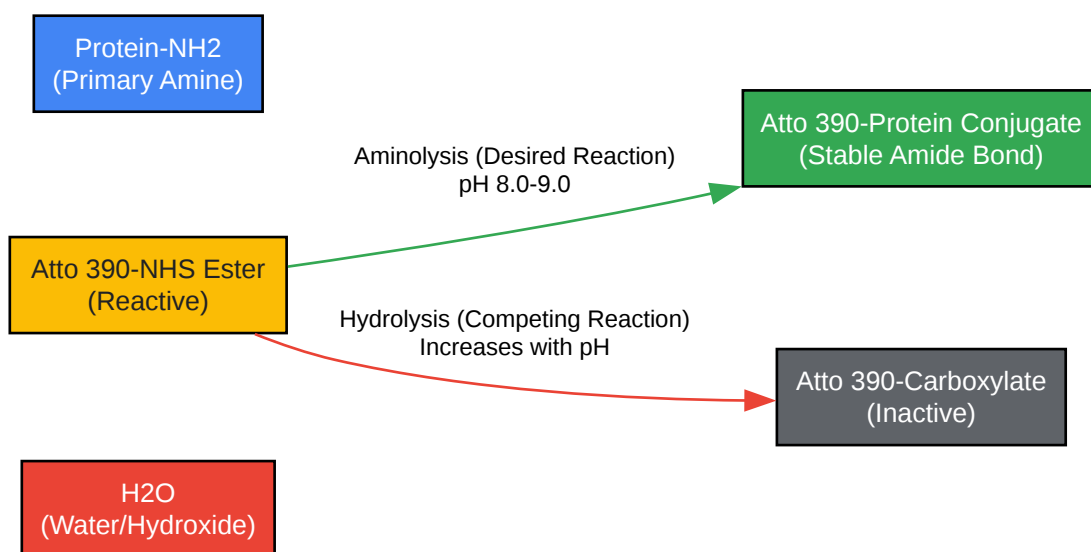 Protein-NH2
(Primary Amine)
Atto 390-Protein Conjugate
(Stable Amide Bond)
Aminolysis (Desired Reaction)
pH 8.0-9.0
Atto 390-NHS Ester
(Reactive)
Hydrolysis (Competing Reaction)
Increases with pH
Atto 390-Carboxylate
(Inactive)
H2O
(Water/Hydroxide)